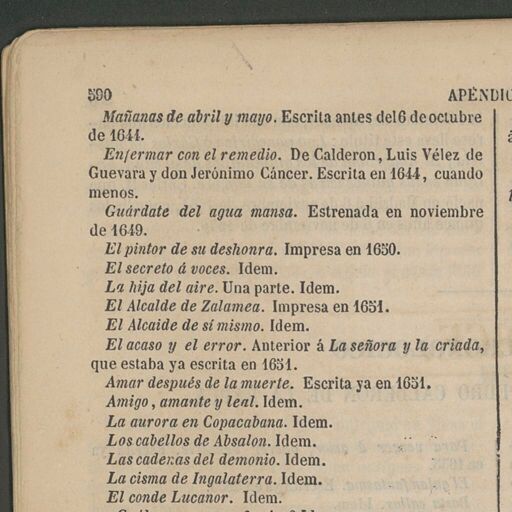 590
APÉNDIC
Mañanas de abril y mayo. Escrita antes del 6 de octubre
de 1644.
Enfermar con el remedio. De Calderon, Luis Vélez de
Guevara y don Jerónimo Cáncer. Escrita en 1644, cuando
menos.
Guárdate del agua mansa. Estrenada en noviembre
de 1649.
El pintor de su deshonra. Impresa en 1650.
El secreto á voces. Idem.
La hija del aire. Una parte. Idem.
El Alcalde de Zalamea. Impresa en 1651.
El Alcaide de sí mismo. Idem.
El acaso y el error. Anterior á La señora y la criada,
que estaba ya escrita en 1651.
Amar después de la muerte. Escrita ya en 1651.
Amigo, amante y leal. Idem.
La aurora en Copacabana. Idem.
Los cabellos de Absalon. Idem.
Las cadenas del demonio. Idem.
La cisma de Ingalaterra. Idem.
El conde Lucanor. Idem.